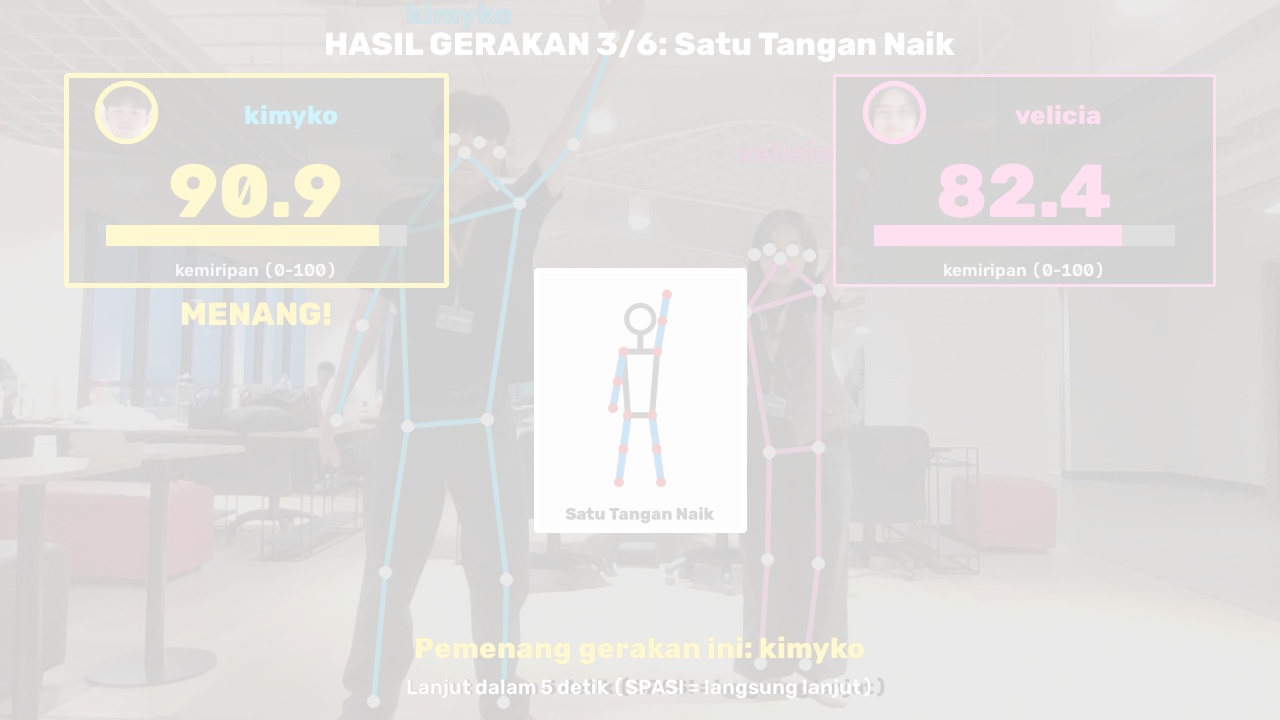 kimyko
HASIL GERAKAN 3/6: Satu Tangan Naik
kimyko
90.9
kemiripan (0-100)
MENANG!
velicia
velicia
82.4
kemiripan (0-100)
Satu Tangan Naik
Pemenang gerakan ini: kimyko
Lanjut dalam 5 detik (SPASI = langsung lanjut)